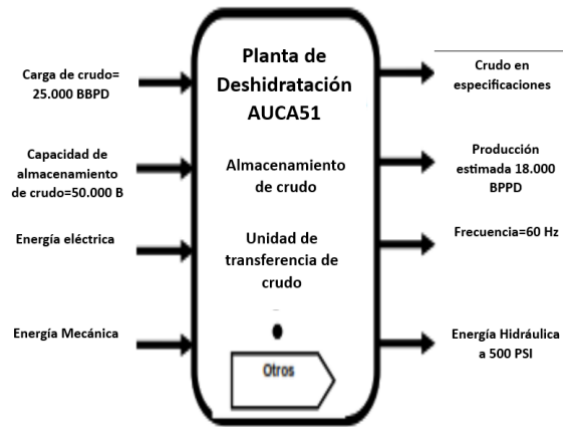 Carga de crudo=
25.000 BBPD
Capacidad de
almacenamiento
de crudo=50.000 B
Energía eléctrica
Energía Mecánica
Planta de
Deshidratación
AUCA51
Almacenamiento
de crudo
Unidad de
transferencia de
crudo
Otros
Crudo en
especificaciones
Producción
estimada 18.000
BPPD
Frecuencia=60 Hz
Energía Hidráulica
a 500 PSI